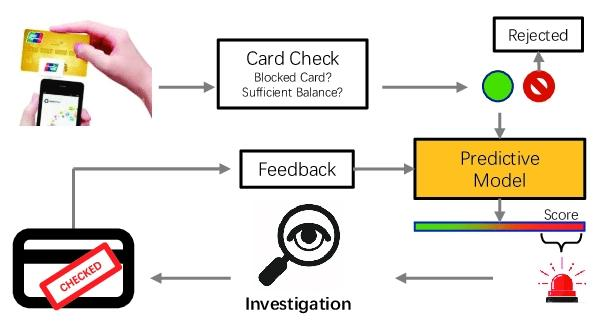 Card Check
Blocked Card?
Sufficient Balance?
Rejected
Feedback
Predictive
Model
Score
CHECKED
Investigation